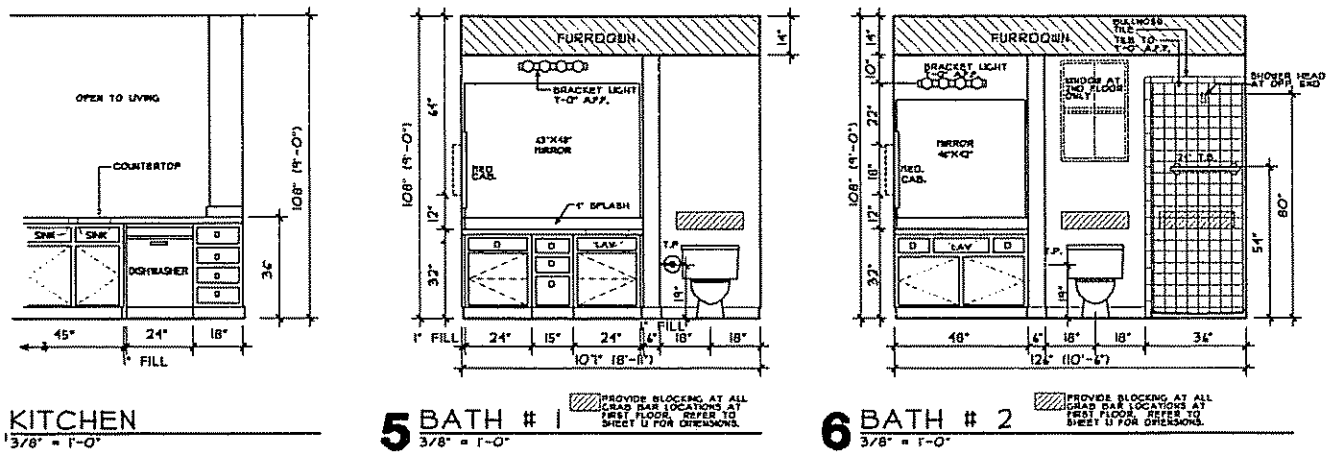 OPEN TO LIVING
COUNTERTOP
SINK
SINK
DISHWASHER
108" (9'-0")
36"
45"
24"
18"
1" FILL
KITCHEN
3/8" = 1'-0"
FURRDOWN
14"
BRACKET LIGHT
7'-0" A.F.F.
64"
108" (9'-0")
63"X48"
MIRROR
MED.
CAB.
4" SPLASH
12"
LAV
T.P.
32"
19"
1" FILL
1" FILL
24"
15"
24"
6"
18"
18"
107" (8'-11")
5 BATH # 1
3/8" = 1'-0"
PROVIDE BLOCKING AT ALL
GRAB BAR LOCATIONS AT
FIRST FLOOR. REFER TO
SHEET U FOR DIMENSIONS.
BULLNOSE
TILE
TILE TO
7'-0" A.F.F.
14"
FURRDOWN
10"
BRACKET LIGHT
7'-0" A.F.F.
WINDOW AT
2ND FLOOR
ONLY
SHOWER HEAD
AT OPP. END
22"
108" (9'-0")
MIRROR
46"X42"
18"
MED.
CAB.
24" T.B.
12"
80"
54"
LAV
T.P.
32"
19"
48"
6"
18"
18"
36"
126" (10'-6")
6 BATH # 2
3/8" = 1'-0"
PROVIDE BLOCKING AT ALL
GRAB BAR LOCATIONS AT
FIRST FLOOR. REFER TO
SHEET U FOR DIMENSIONS.